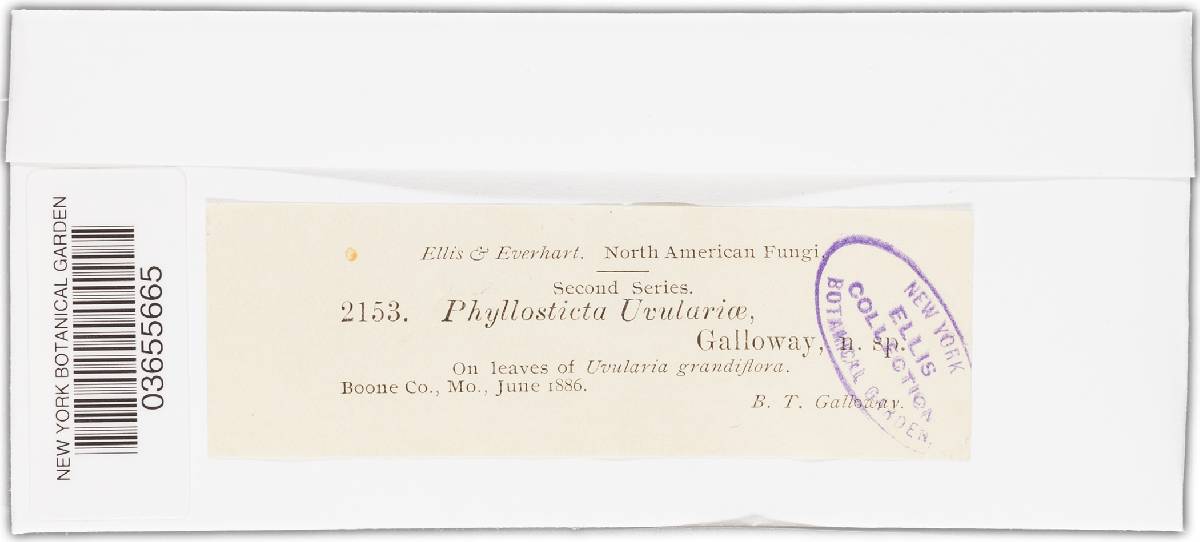 NEW YORK BOTANICAL GARDEN
03655665
Ellis & Everhart. North American Fungi.
Second Series.
2153. Phyllosticta Uvulariæ,
Galloway, n. sp.
On leaves of Uvularia grandiflora.
Boone Co., Mo., June 1886.
B. T. Galloway.
NEW YORK
ELLIS
COLLECTION
BOTANICAL GARDEN.